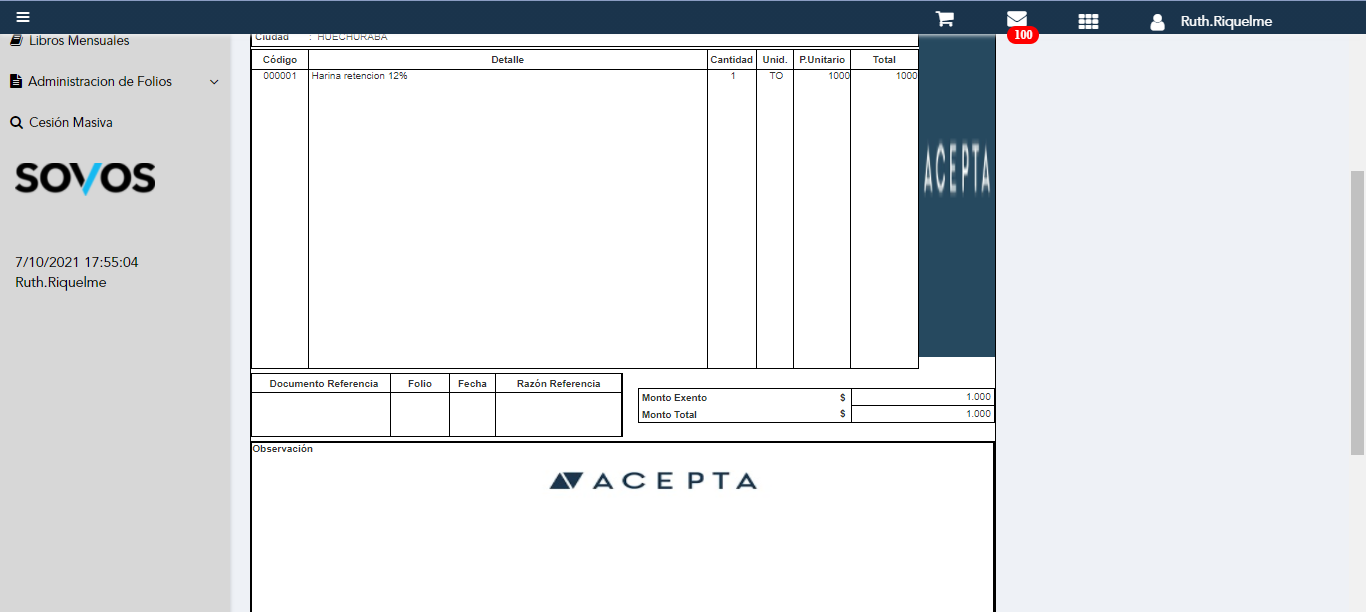 Ruth.Riquelme
100
Libros Mensuales
Administracion de Folios
Cesión Masiva
SOVOS
7/10/2021 17:55:04
Ruth.Riquelme
Ciudad : HUECHURABA
Código Detalle Cantidad Unid. P.Unitario Total
000001 Harina retencion 12% 1 TO 1000 1000
ACEPTA
Documento Referencia Folio Fecha Razón Referencia
Monto Exento $ 1.000
Monto Total $ 1.000
Observación
ACEPTA